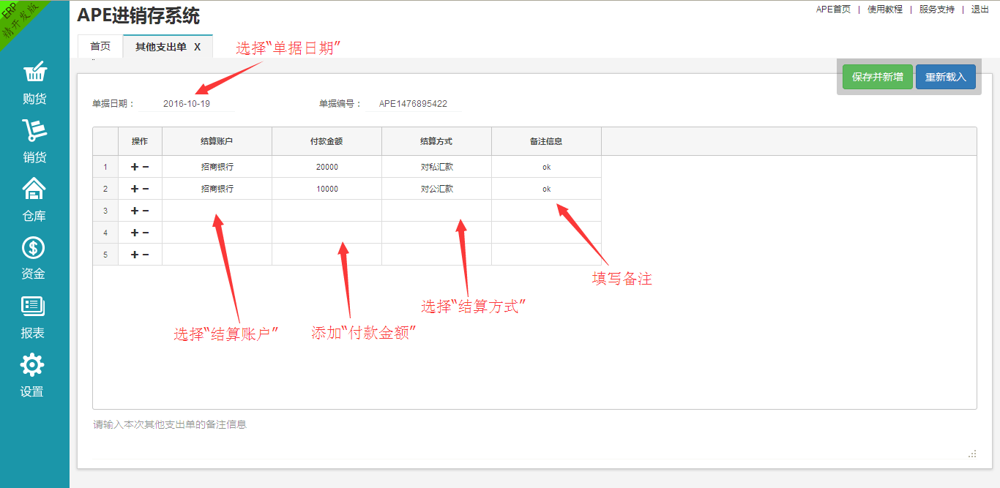 ERP
精开发版
APE进销存系统
APE首页 | 使用教程 | 服务支持 | 退出
首页
其他支出单 X
选择“单据日期”
保存并新增
重新载入
购货
销货
仓库
资金
报表
设置
单据日期：
2016-10-19
单据编号：
APE1476895422
操作 结算账户 付款金额 结算方式 备注信息
1 + − 招商银行 20000 对私汇款 ok
2 + − 招商银行 10000 对公汇款 ok
3 + −
4 + −
5 + −
填写备注
选择“结算方式”
选择“结算账户”
添加“付款金额”
请输入本次其他支出单的备注信息